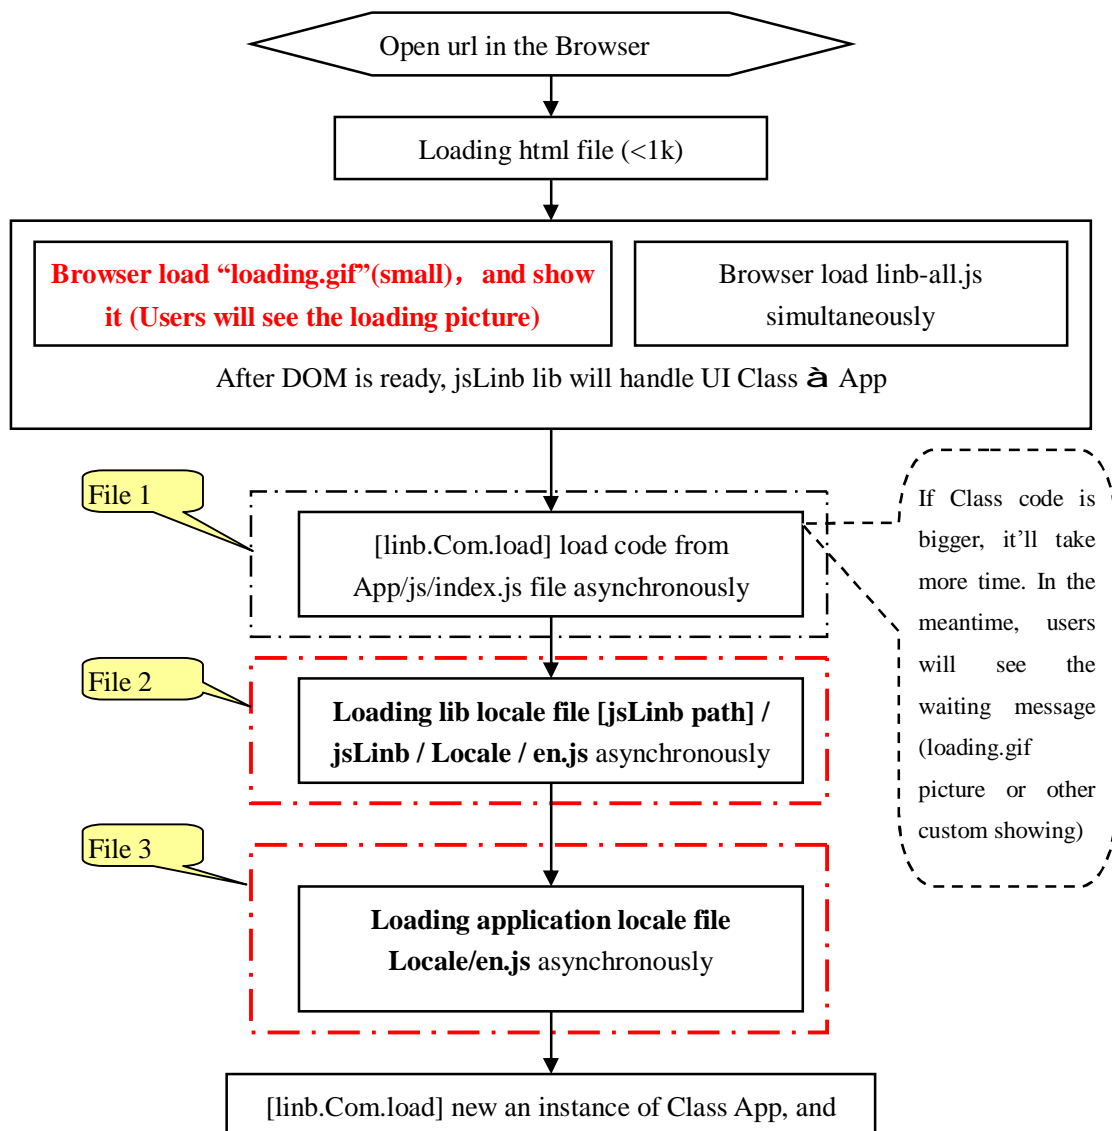 Open url in the Browser
Loading html file (<1k)
Browser load “loading.gif”(small)，and show
it (Users will see the loading picture)
Browser load linb-all.js
simultaneously
After DOM is ready, jsLinb lib will handle UI Class à App
File 1
[linb.Com.load] load code from
App/js/index.js file asynchronously
If Class code is
bigger, it’ll take
more time. In the
meantime, users
will see the
waiting message
(loading.gif
picture or other
custom showing)
File 2
Loading lib locale file [jsLinb path] /
jsLinb / Locale / en.js asynchronously
File 3
Loading application locale file
Locale/en.js asynchronously
[linb.Com.load] new an instance of Class App, and